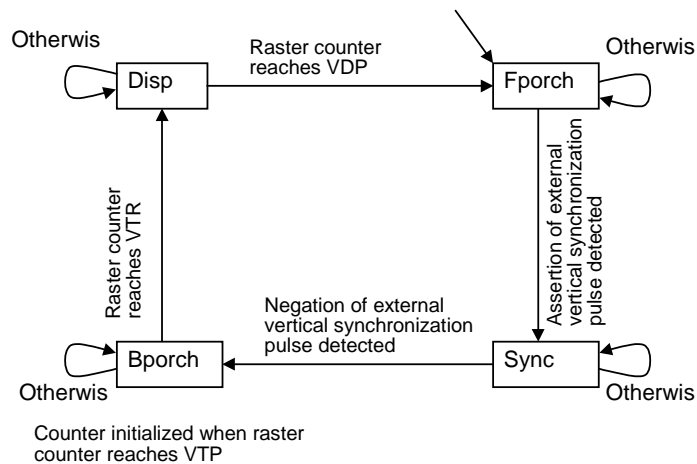 Otherwis
Disp
Raster counter
reaches VDP
Fporch
Otherwis
Raster counter
reaches VTR
Assertion of external
vertical synchronization
pulse detected
Negation of external
vertical synchronization
pulse detected
Bporch
Sync
Otherwis
Otherwis
Counter initialized when raster
counter reaches VTP